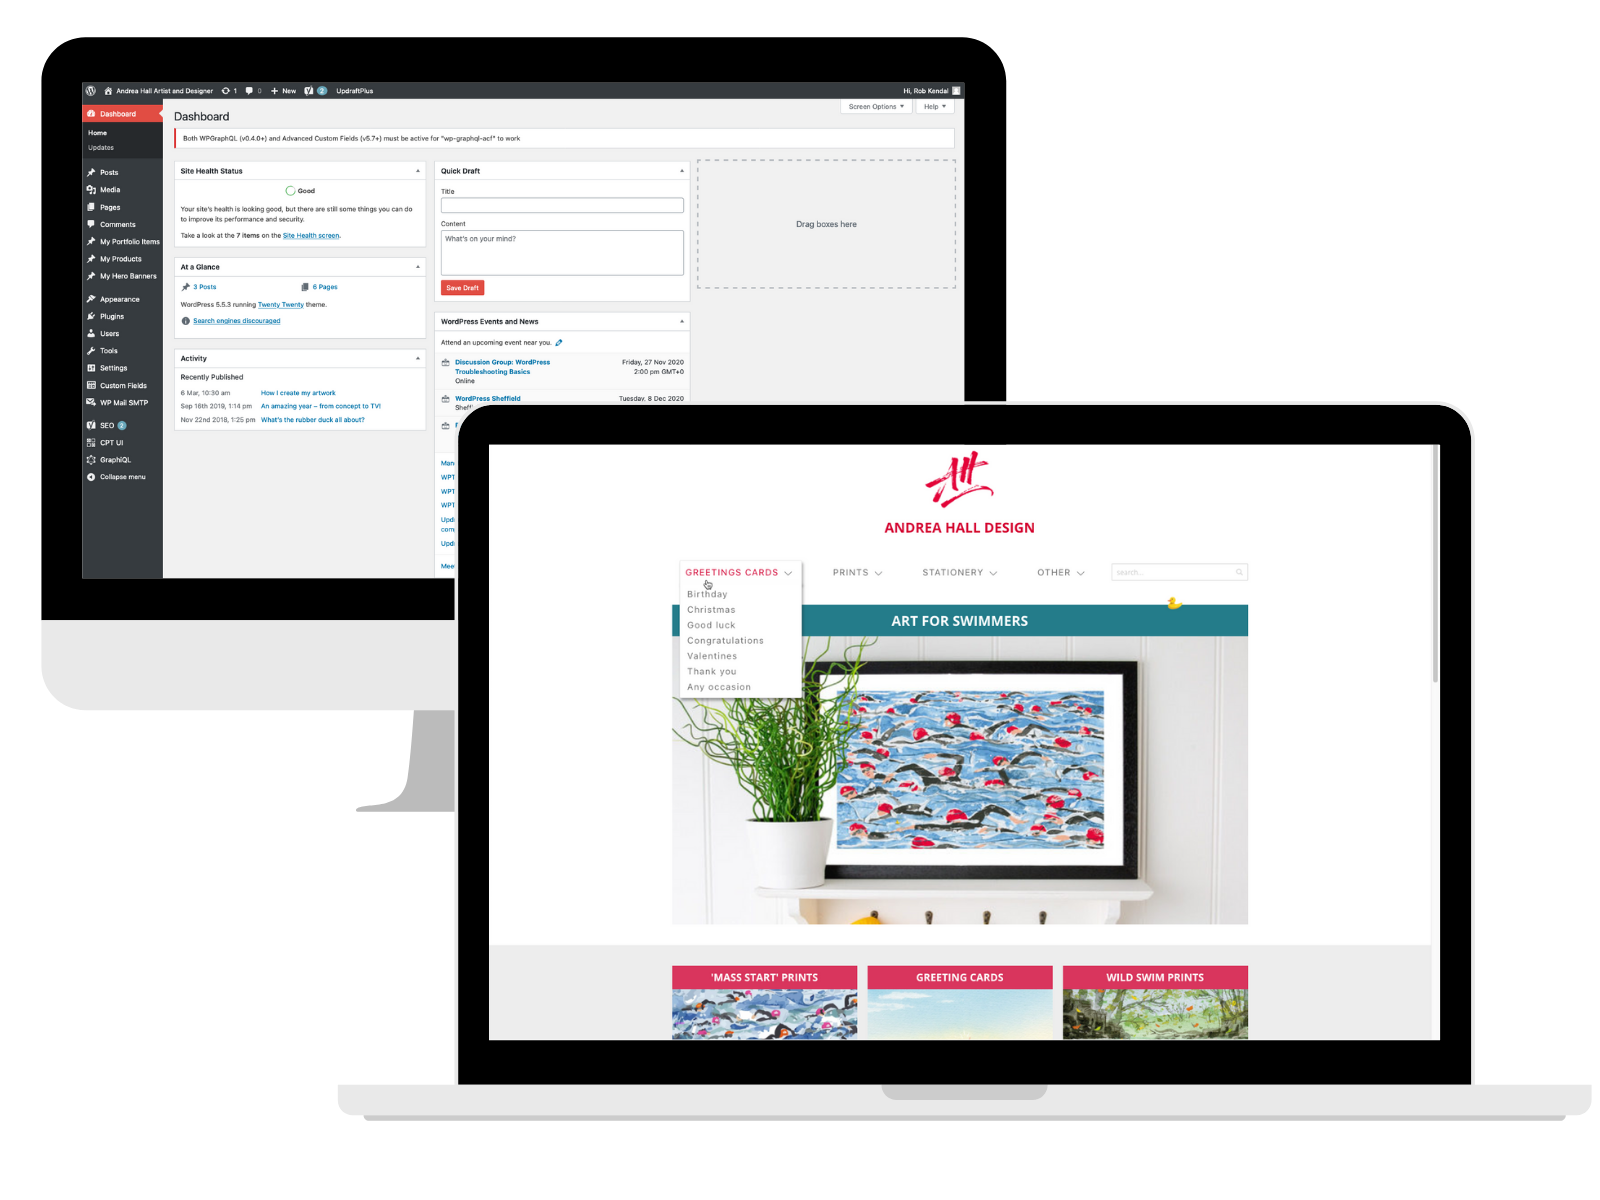 Andrea Hall Artist and Designer 1 0 + New 2 UpdraftPlus
Hi, Rob Kendal
Screen Options
Help
Dashboard
Home
Updates
Posts
Media
Pages
Comments
My Portfolio Items
My Products
My Hero Banners
Appearance
Plugins
Users
Tools
Settings
Custom Fields
WP Mail SMTP
SEO 2
CPT UI
GraphiQL
Collapse menu
Dashboard
Both WPGraphQL (v0.4.0+) and Advanced Custom Fields (v5.7+) must be active for "wp-graphql-acf" to work
Site Health Status
Good
Your site's health is looking good, but there are still some things you can do
to improve its performance and security.
Take a look at the 7 items on the Site Health screen.
At a Glance
3 Posts
6 Pages
WordPress 5.5.3 running Twenty Twenty theme.
Search engines discouraged
Activity
Recently Published
6 Mar, 10:30 am How I create my artwork
Sep 16th 2019, 1:14 pm An amazing year – from concept to TV!
Nov 22nd 2018, 1:25 pm What's the rubber duck all about?
Quick Draft
Title
Content
What's on your mind?
Save Draft
WordPress Events and News
Attend an upcoming event near you.
Discussion Group: WordPress
Troubleshooting Basics
Online
Friday, 27 Nov 2020
2:00 pm GMT+0
WordPress Sheffield
Tuesday, 8 Dec 2020
WPT
WPT
WPT
Drag boxes here
ANDREA HALL DESIGN
GREETINGS CARDS
PRINTS
STATIONERY
OTHER
search...
Birthday
Christmas
Good luck
Congratulations
Valentines
Thank you
Any occasion
ART FOR SWIMMERS
'MASS START' PRINTS
GREETING CARDS
WILD SWIM PRINTS